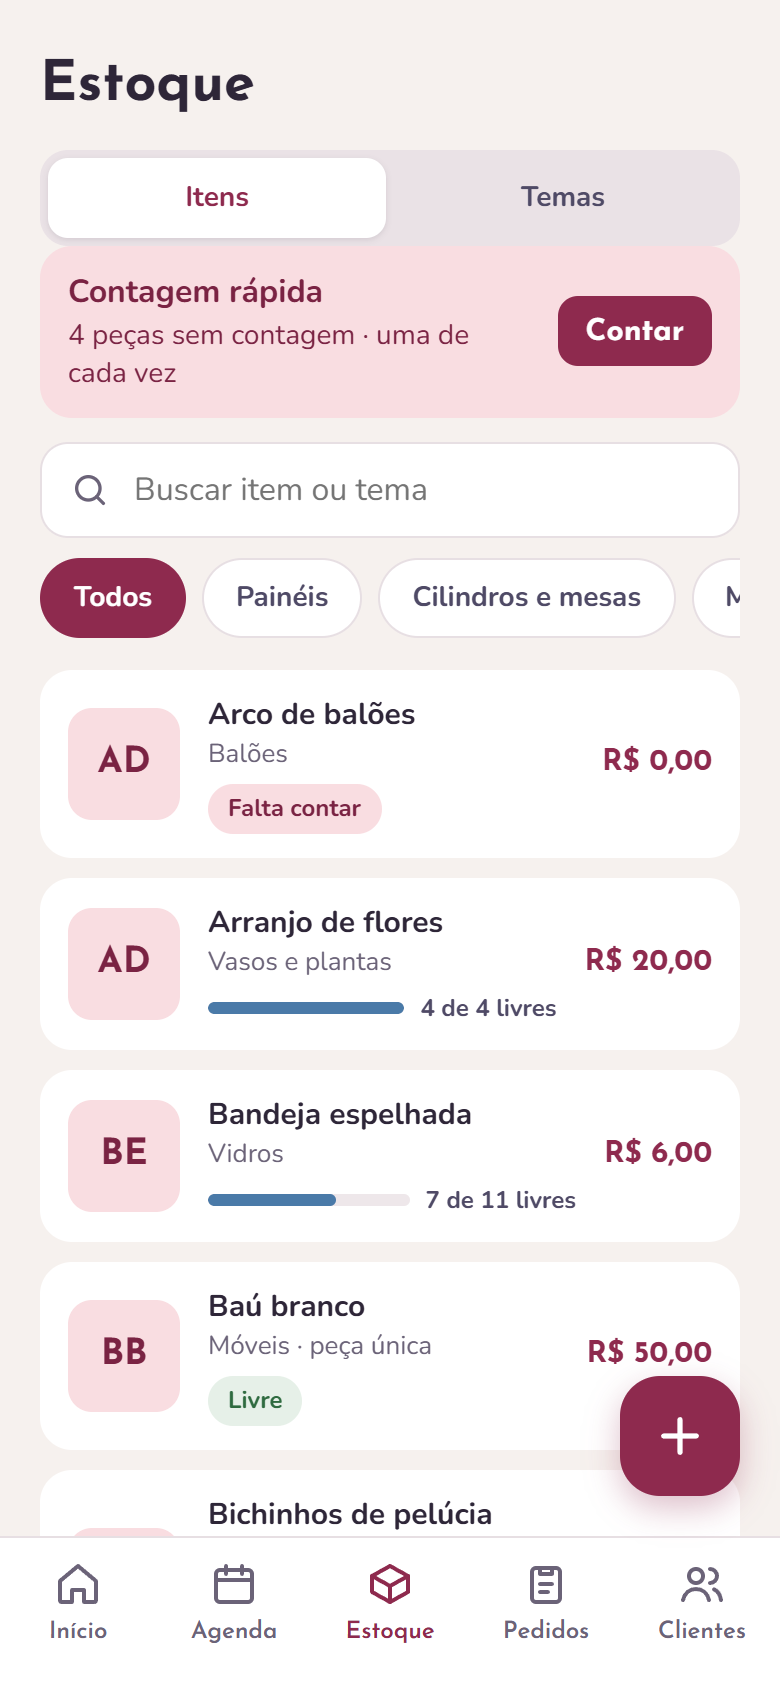 Estoque
Itens
Temas
Contagem rápida
4 peças sem contagem · uma de
cada vez
Contar
Buscar item ou tema
Todos
Painéis
Cilindros e mesas
AD
Arco de balões
Balões
Falta contar
R$ 0,00
AD
Arranjo de flores
Vasos e plantas
4 de 4 livres
R$ 20,00
BE
Bandeja espelhada
Vidros
7 de 11 livres
R$ 6,00
BB
Baú branco
Móveis · peça única
Livre
R$ 50,00
Bichinhos de pelúcia
Início
Agenda
Estoque
Pedidos
Clientes